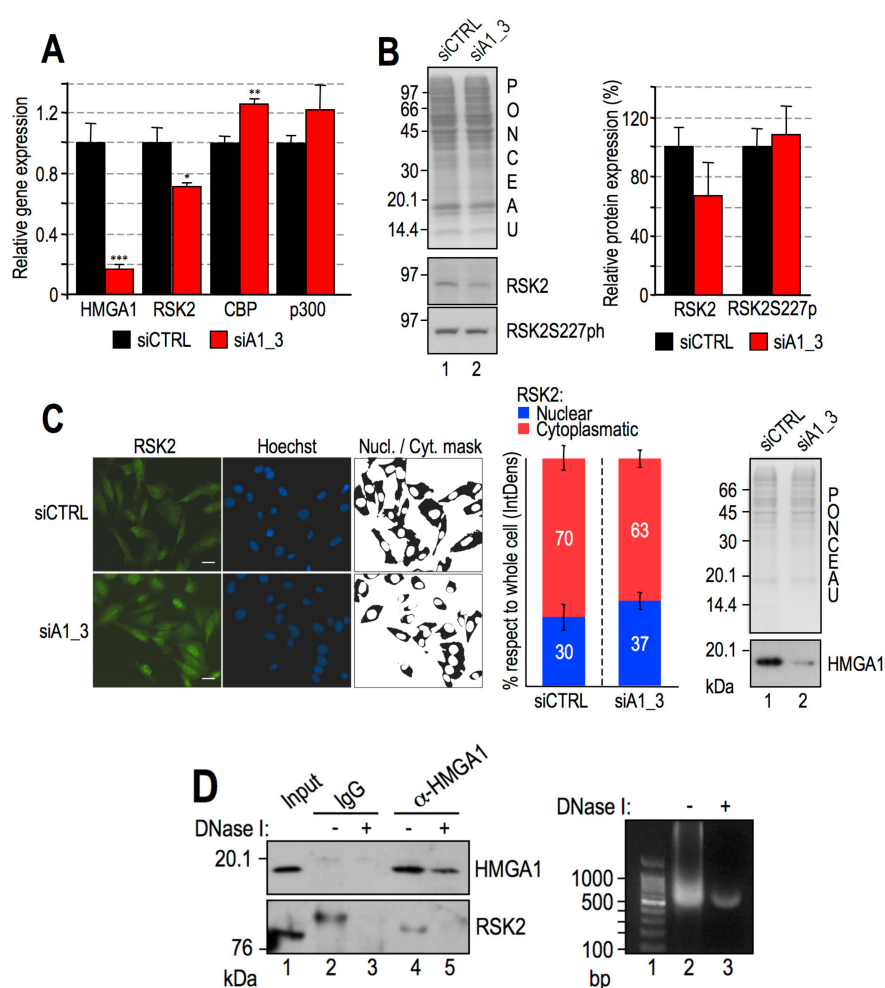 A
Relative gene expression
1.2
0.8
0.4
0
***
*
**
HMGA1 RSK2 CBP p300
siCTRL siA1_3
B
siCTRL siA1_3
97
66
45
30
20.1
14.4
PONCEAU
97
RSK2
97
RSK2S227ph
1 2
Relative protein expression (%)
120
80
40
0
RSK2 RSK2S227p
siCTRL siA1_3
C
RSK2 Hoechst Nucl. / Cyt. mask
siCTRL
siA1_3
RSK2:
Nuclear
Cytoplasmatic
% respect to whole cell (IntDens)
70 63
30 37
siCTRL siA1_3
siCTRL siA1_3
66
45
30
20.1
14.4
PONCEAU
20.1
HMGA1
kDa
1 2
D
Input IgG α-HMGA1
DNase I: - + - +
20.1
HMGA1
RSK2
76
kDa
1 2 3 4 5
DNase I: - +
1000
500
100
bp
1 2 3